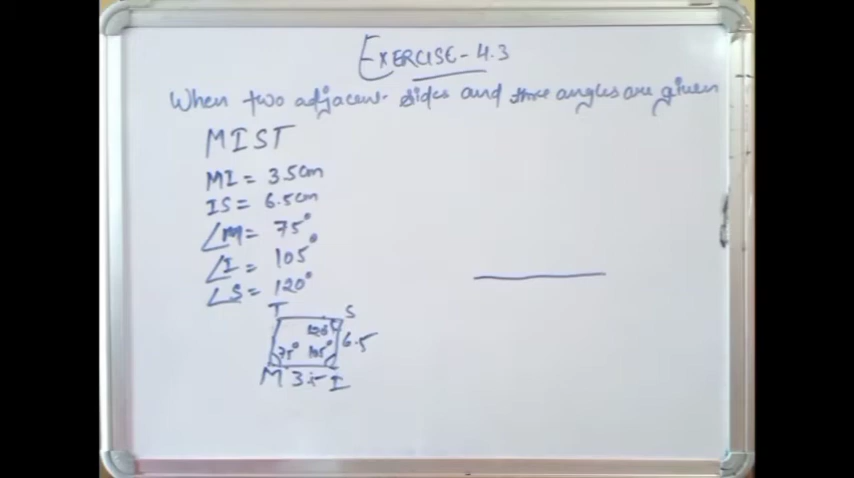 EXERCISE-4.3
When two adjacent sides and three angles are given
MIST
MI = 3.5cm
IS = 6.5cm
∠M = 75°
∠I = 105°
∠S = 120°
T S
120°
6.5
75° 105°
M 3.5 I